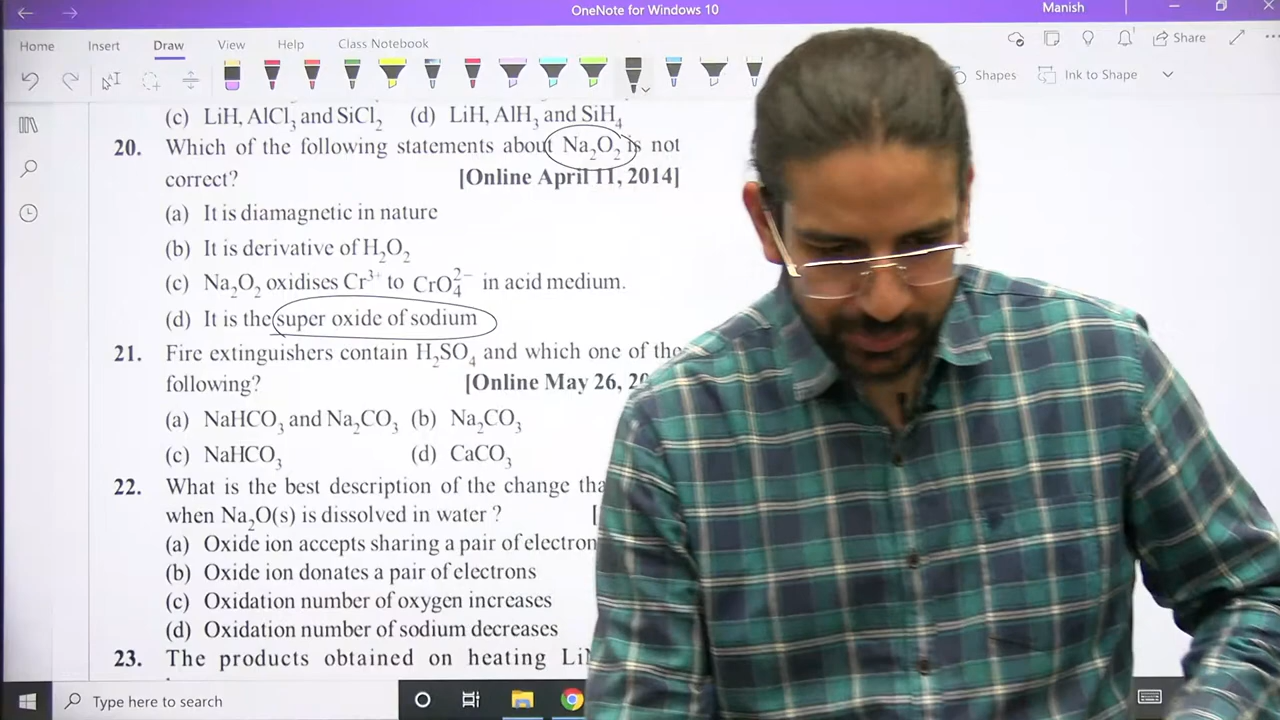 OneNote for Windows 10
Manish
Home Insert Draw View Help Class Notebook
Share
Shapes Ink to Shape
(c) LiH, AlCl₃ and SiCl₂ (d) LiH, AlH₃ and SiH₄
20. Which of the following statements about Na₂O₂ is not
correct? [Online April 11, 2014]
(a) It is diamagnetic in nature
(b) It is derivative of H₂O₂
(c) Na₂O₂ oxidises Cr³⁺ to CrO₄²⁻ in acid medium.
(d) It is the super oxide of sodium
21. Fire extinguishers contain H₂SO₄ and which one of the
following? [Online May 26, 20
(a) NaHCO₃ and Na₂CO₃ (b) Na₂CO₃
(c) NaHCO₃ (d) CaCO₃
22. What is the best description of the change tha
when Na₂O(s) is dissolved in water ? [
(a) Oxide ion accepts sharing a pair of electron
(b) Oxide ion donates a pair of electrons
(c) Oxidation number of oxygen increases
(d) Oxidation number of sodium decreases
23. The products obtained on heating
Type here to search